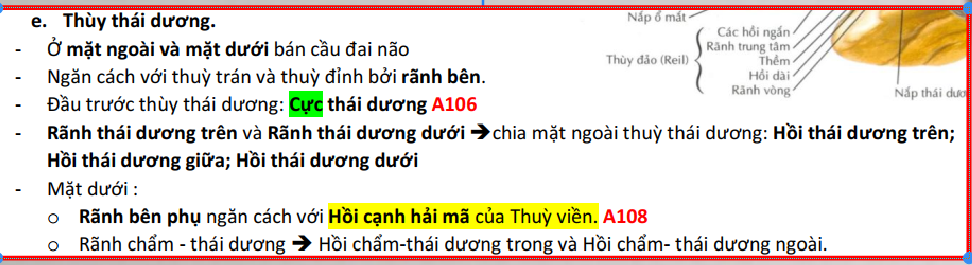 e. Thùy thái dương.
- Ở mặt ngoài và mặt dưới bán cầu đai não
- Ngăn cách với thuỳ trán và thuỳ đỉnh bởi rãnh bên.
- Đầu trước thùy thái dương: Cực thái dương A106
- Rãnh thái dương trên và Rãnh thái dương dưới ➔ chia mặt ngoài thuỳ thái dương: Hồi thái dương trên;
Hồi thái dương giữa; Hồi thái dương dưới
- Mặt dưới :
o Rãnh bên phụ ngăn cách với Hồi cạnh hải mã của Thuỳ viền. A108
o Rãnh chẩm - thái dương ➔ Hồi chẩm-thái dương trong và Hồi chẩm- thái dương ngoài.
Nắp ổ mắt
Thùy đảo (Reil)
Các hồi ngắn
Rãnh trung tâm
Thềm
Hồi dài
Rãnh vòng
Nắp thái dươ